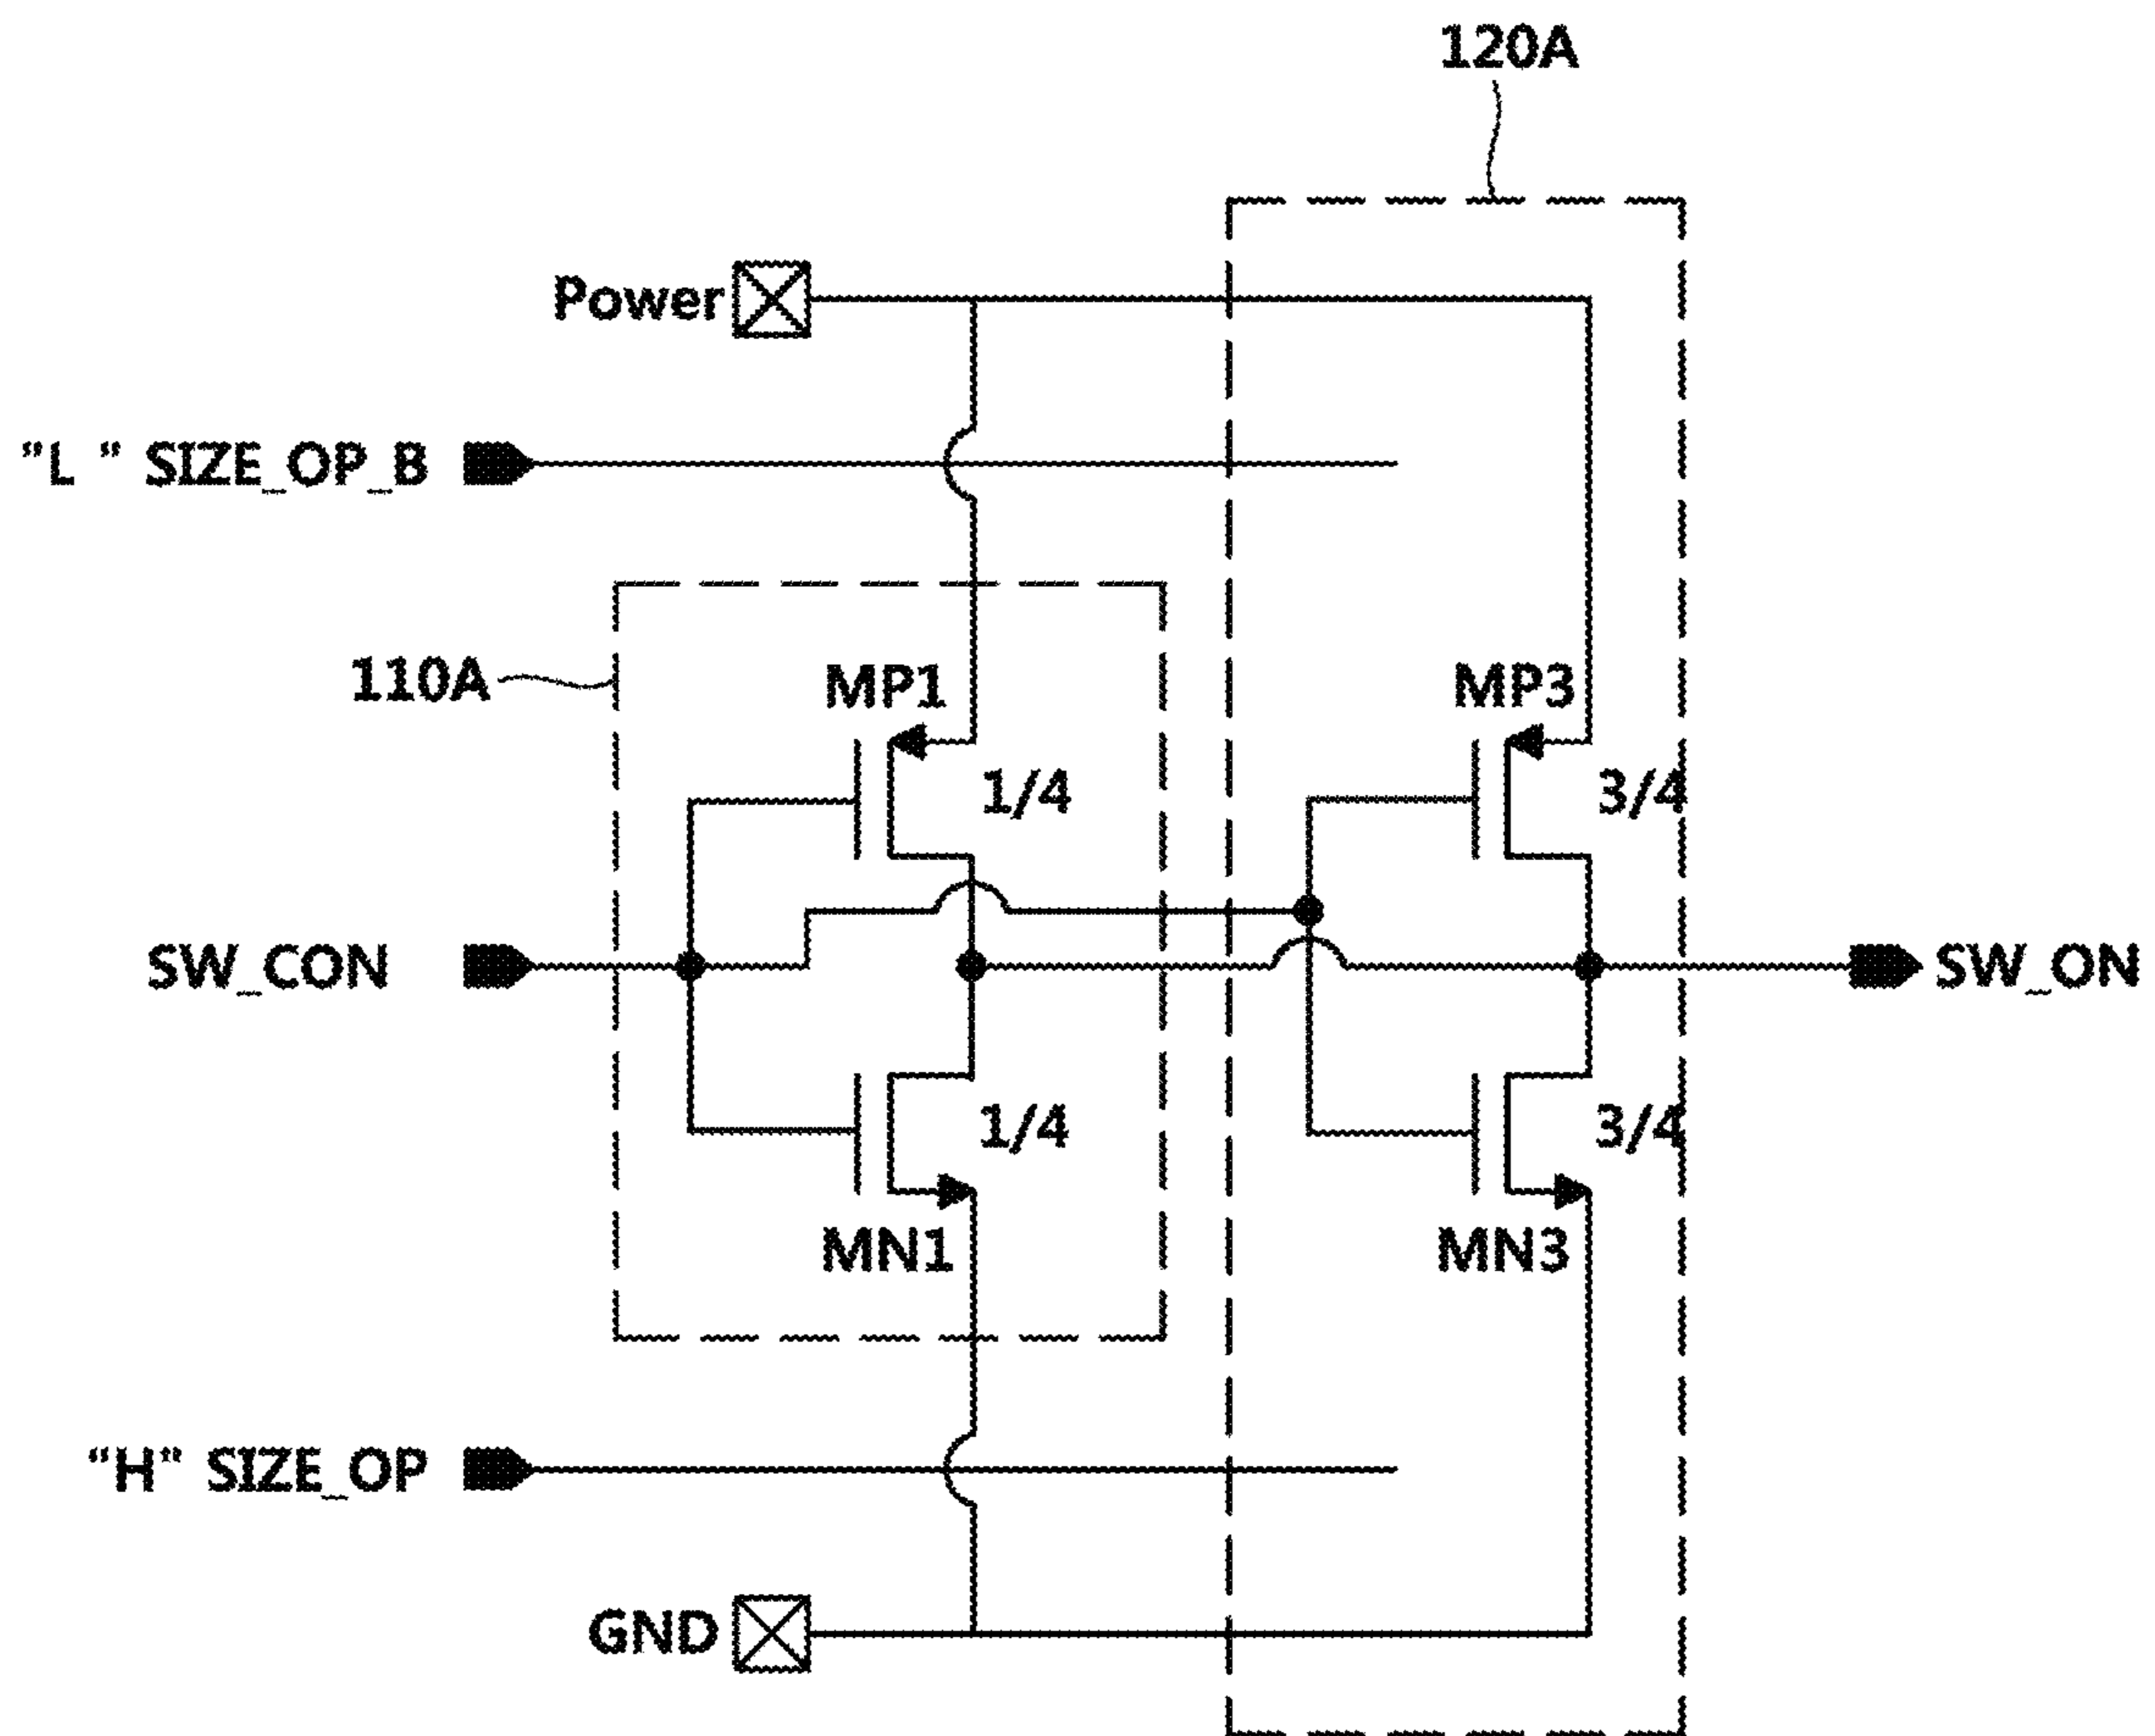 120A
Power
"L " SIZE_OP_B
110A
MP1
MP3
1/4
3/4
SW_CON
SW_ON
1/4
3/4
MN1
MN3
"H" SIZE_OP
GND